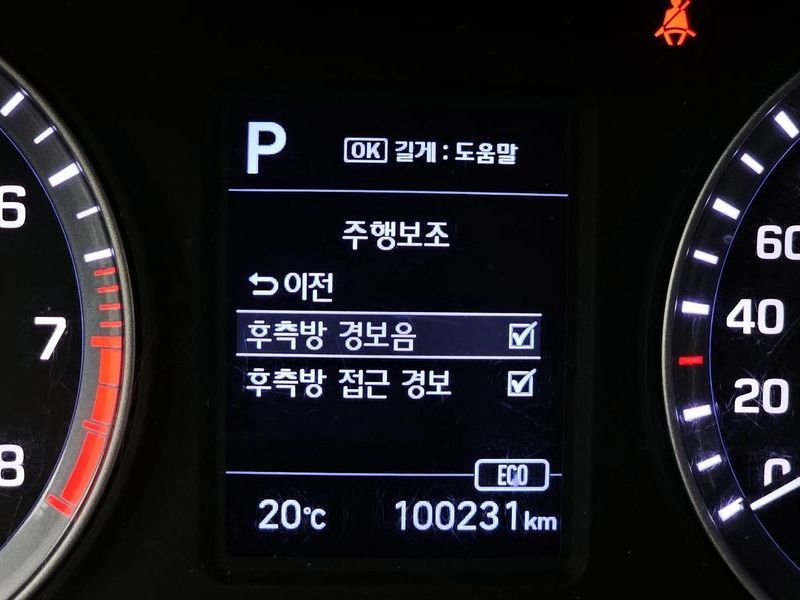 P
OK 길게 : 도움말
주행보조
이전
후측방 경보음
후측방 접근 경보
ECO
20℃ 100231km
6
7
8
60
40
20
0